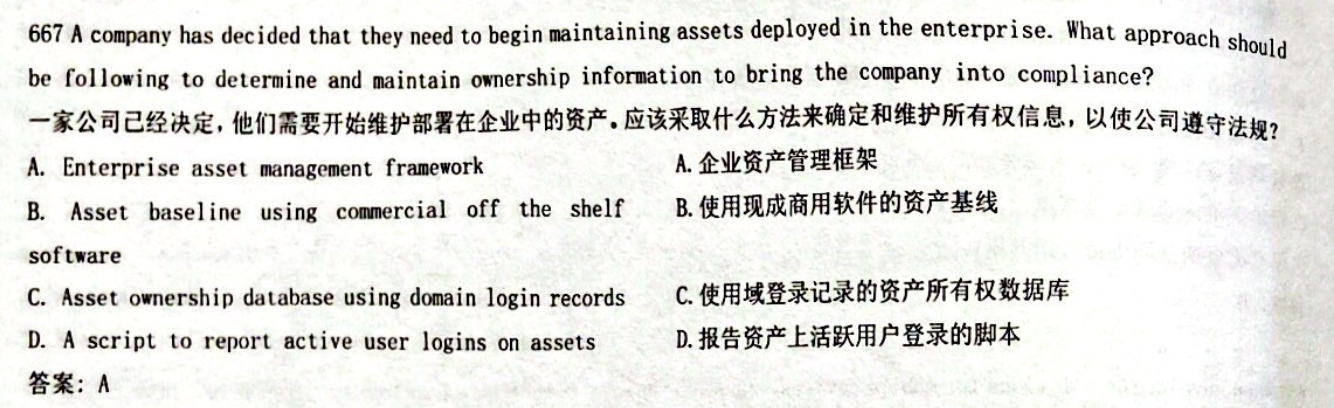 667 A company has decided that they need to begin maintaining assets deployed in the enterprise. What approach should
be following to determine and maintain ownership information to bring the company into compliance?
一家公司已经决定，他们需要开始维护部署在企业中的资产。应该采取什么方法来确定和维护所有权信息，以使公司遵守法规?
A. Enterprise asset management framework A. 企业资产管理框架
B. Asset baseline using commercial off the shelf B. 使用现成商用软件的资产基线
software
C. Asset ownership database using domain login records C. 使用域登录记录的资产所有权数据库
D. A script to report active user logins on assets D. 报告资产上活跃用户登录的脚本
答案: A